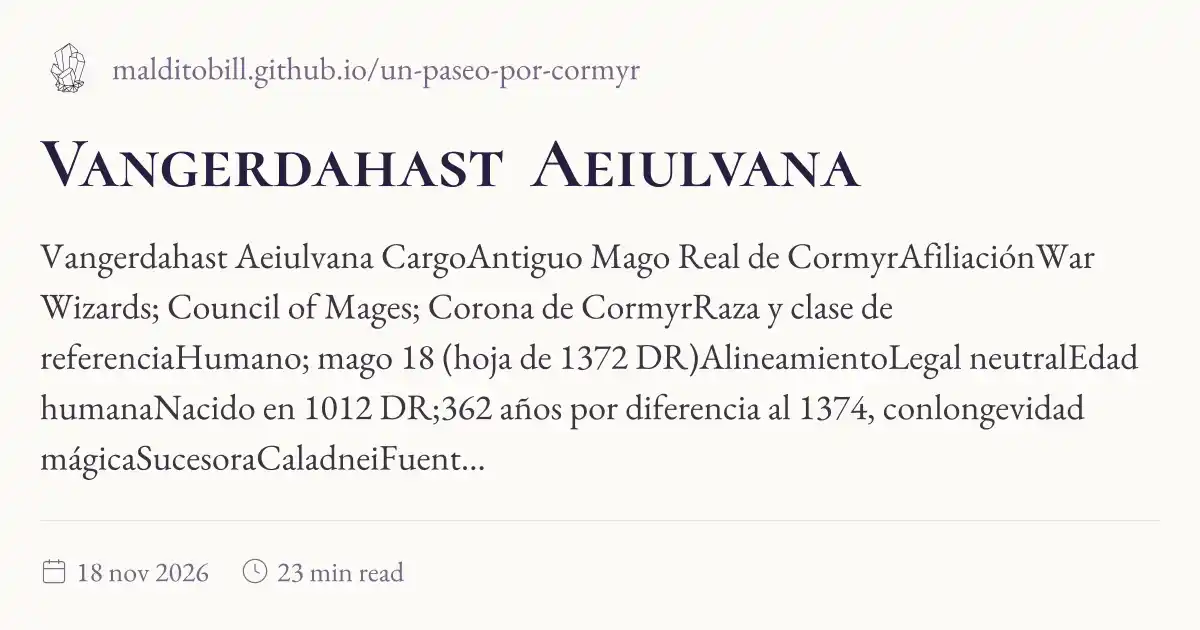 malditobill.github.io/un-paseo-por-cormyr
Vangerdahast Aeiulvana
Vangerdahast Aeiulvana CargoAntiguo Mago Real de CormyrAfiliaciónWar
Wizards; Council of Mages; Corona de CormyrRaza y clase de
referenciaHumano; mago 18 (hoja de 1372 DR)AlineamientoLegal neutralEdad
humanaNacido en 1012 DR;362 años por diferencia al 1374, conlongevidad
mágicaSucesoraCaladneiFuent...
18 nov 2026 23 min read